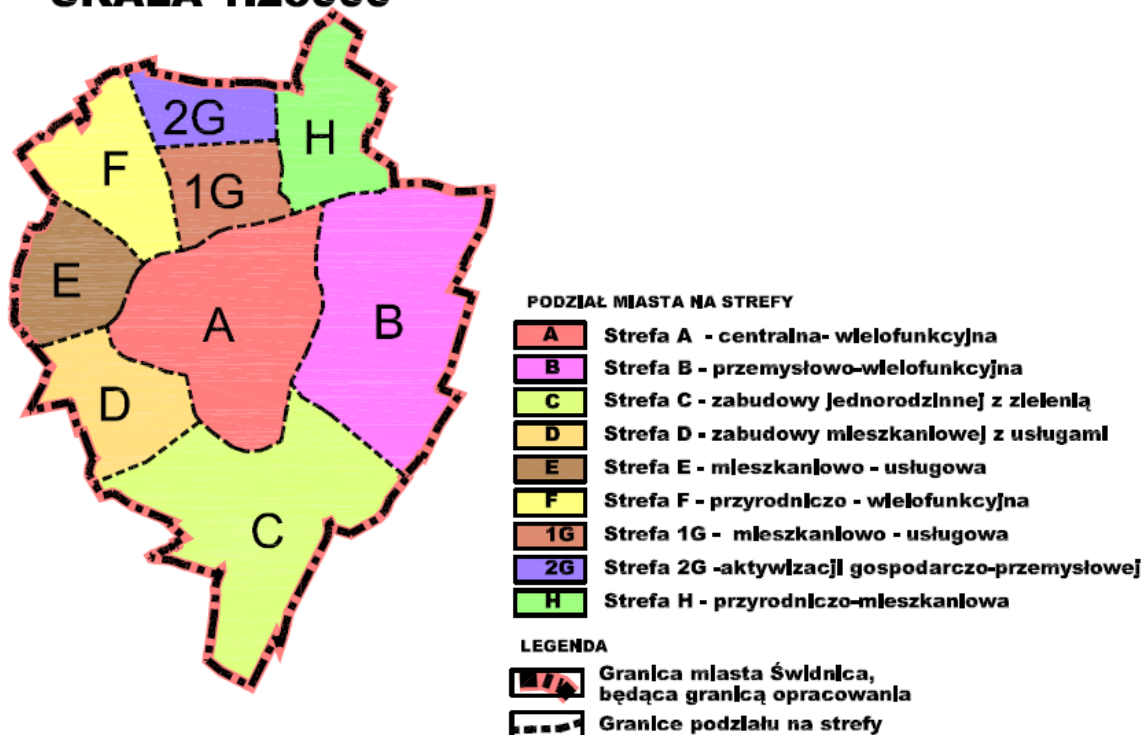 2G
H
F
1G
E
A
B
D
C
PODZIAŁ MIASTA NA STREFY
A Strefa A - centralna- wielofunkcyjna
B Strefa B - przemysłowo-wielofunkcyjna
C Strefa C - zabudowy jednorodzinnej z zielenią
D Strefa D - zabudowy mieszkaniowej z usługami
E Strefa E - mieszkaniowo - usługowa
F Strefa F - przyrodniczo - wielofunkcyjna
1G Strefa 1G - mieszkaniowo - usługowa
2G Strefa 2G -aktywizacji gospodarczo-przemysłowej
H Strefa H - przyrodniczo-mieszkaniowa
LEGENDA
Granica miasta Świdnica,
będąca granicą opracowania
Granice podziału na strefy